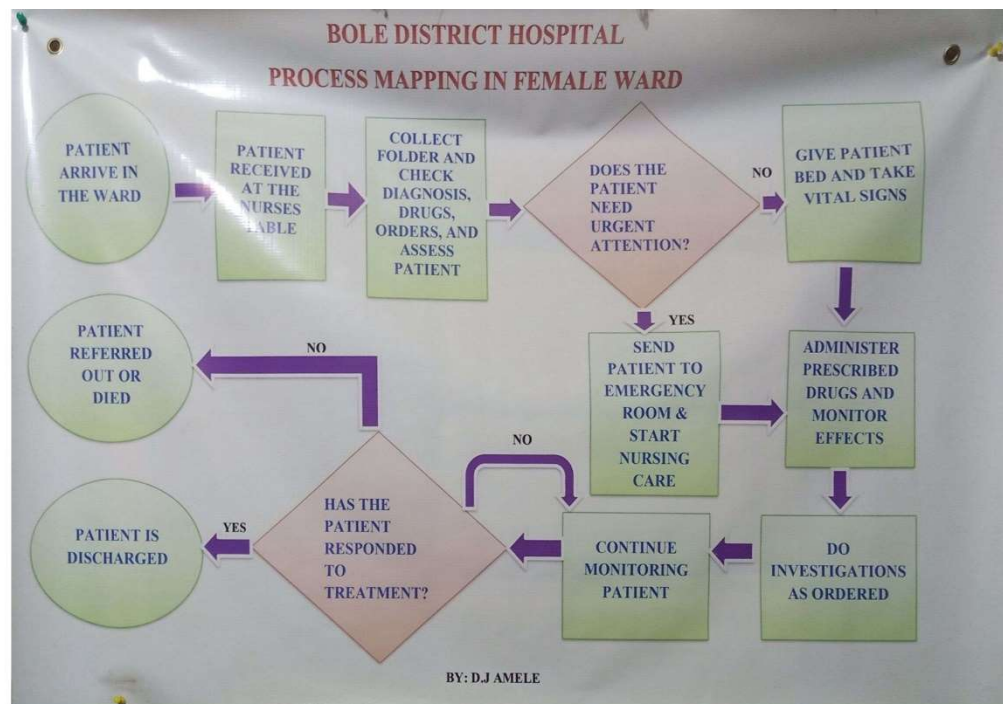 BOLE DISTRICT HOSPITAL
PROCESS MAPPING IN FEMALE WARD
PATIENT
ARRIVE IN
THE WARD
PATIENT
RECEIVED
AT THE
NURSES
TABLE
COLLECT
FOLDER AND
CHECK
DIAGNOSIS,
DRUGS,
ORDERS, AND
ASSESS
PATIENT
DOES THE
PATIENT
NEED
URGENT
ATTENTION?
NO
GIVE PATIENT
BED AND TAKE
VITAL SIGNS
YES
SEND
PATIENT TO
EMERGENCY
ROOM &
START
NURSING
CARE
ADMINISTER
PRESCRIBED
DRUGS AND
MONITOR
EFFECTS
DO
INVESTIGATIONS
AS ORDERED
CONTINUE
MONITORING
PATIENT
NO
HAS THE
PATIENT
RESPONDED
TO
TREATMENT?
NO
PATIENT
REFERRED
OUT OR
DIED
YES
PATIENT IS
DISCHARGED
BY: D.J AMELE